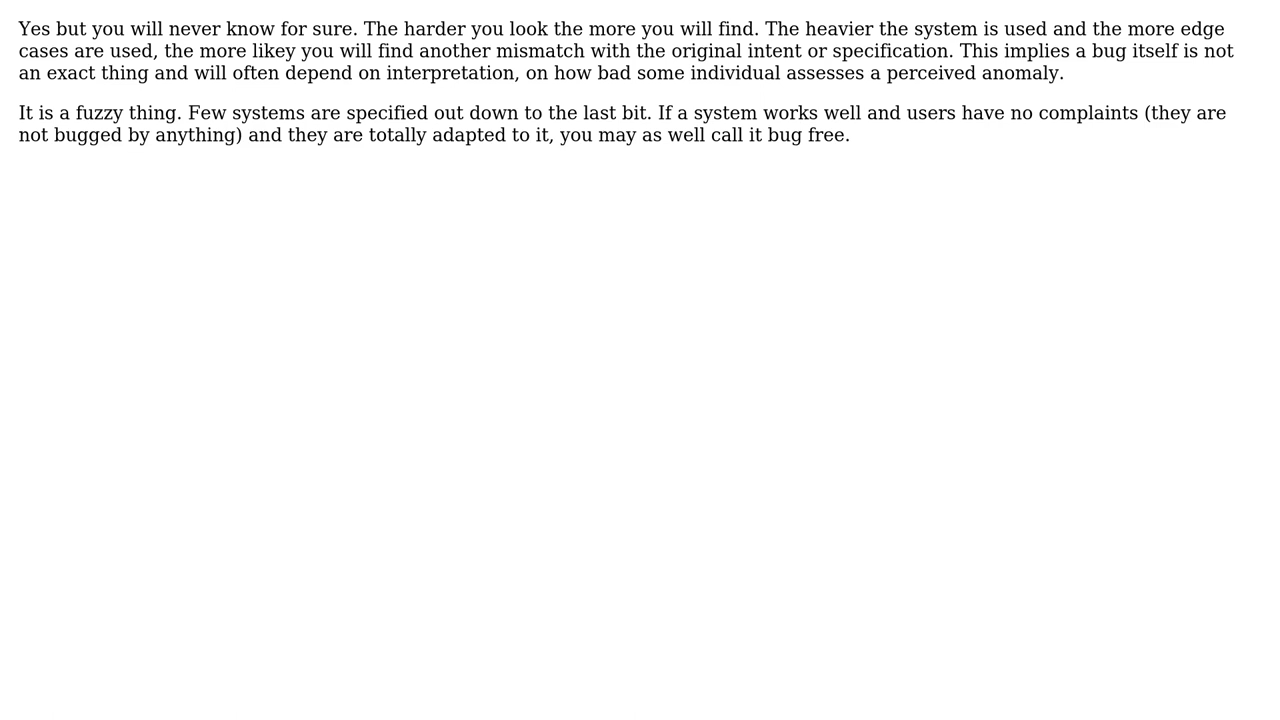 Yes but you will never know for sure. The harder you look the more you will find. The heavier the system is used and the more edge
cases are used, the more likey you will find another mismatch with the original intent or specification. This implies a bug itself is not
an exact thing and will often depend on interpretation, on how bad some individual assesses a perceived anomaly.
It is a fuzzy thing. Few systems are specified out down to the last bit. If a system works well and users have no complaints (they are
not bugged by anything) and they are totally adapted to it, you may as well call it bug free.